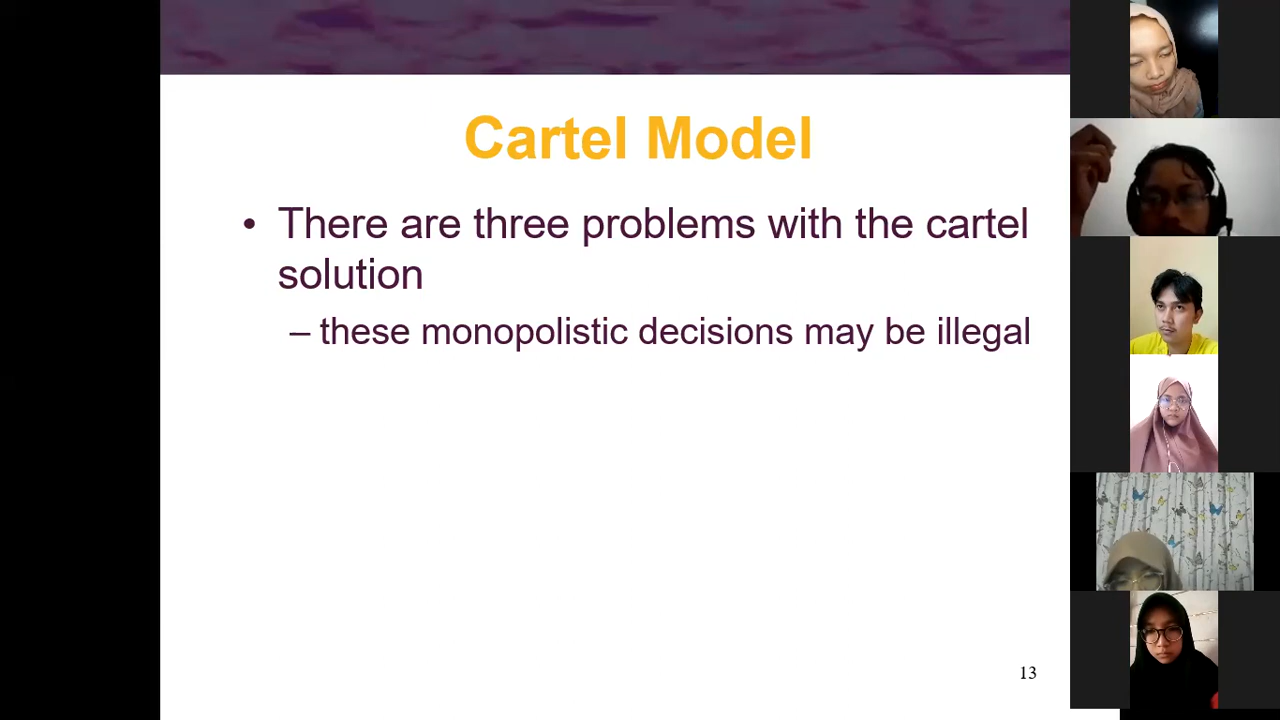 Cartel Model
• There are three problems with the cartel
solution
– these monopolistic decisions may be illegal
13